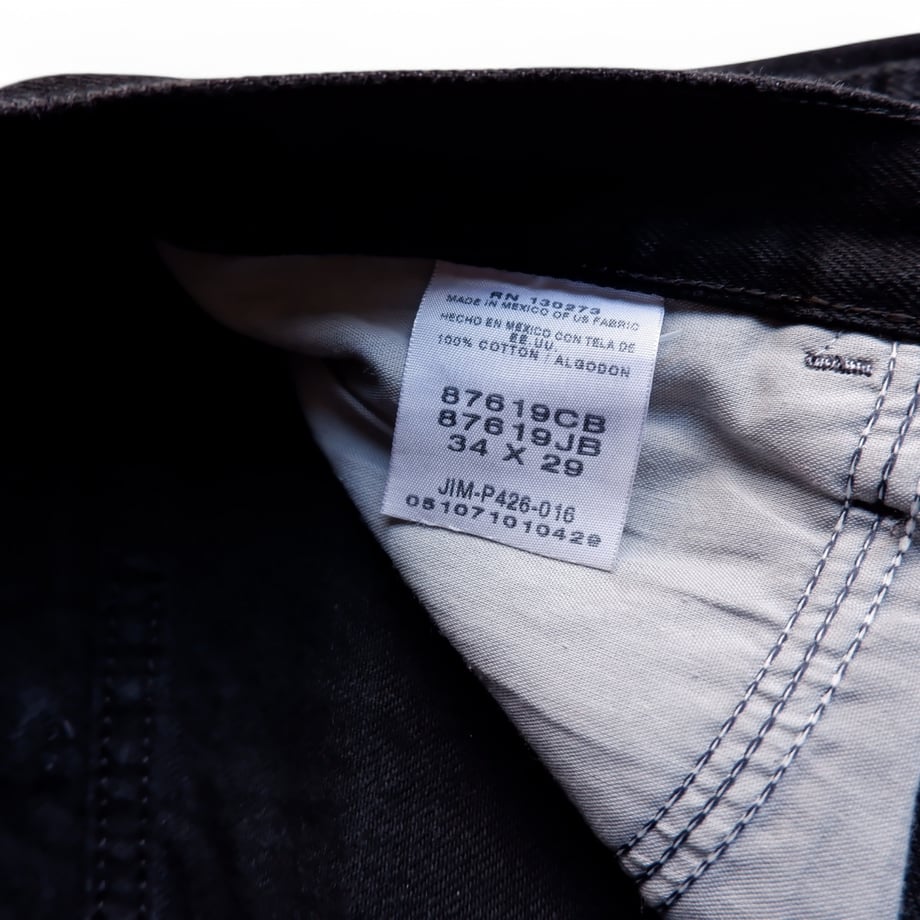 RN 130273
MADE IN MEXICO OF US FABRIC
HECHO EN MEXICO CON TELA DE
EE.UU.
100% COTTON / ALGODON
87619CB
87619JB
34 X 29
JIM-P426-016
051071010429